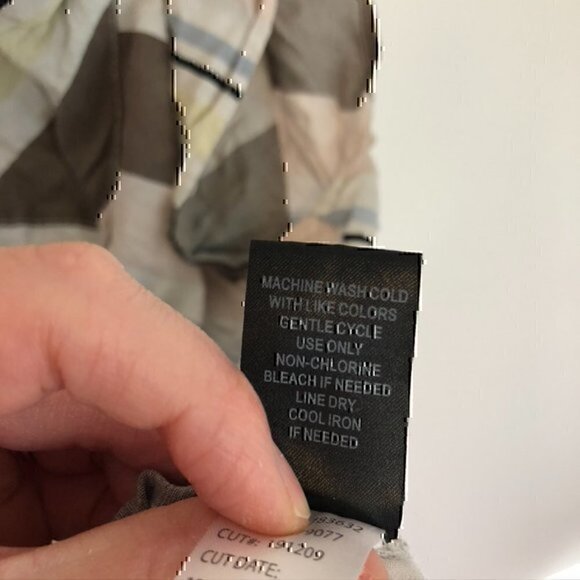 MACHINE WASH COLD
WITH LIKE COLORS
GENTLE CYCLE
USE ONLY
NON-CHLORINE
BLEACH IF NEEDED
LINE DRY
COOL IRON
IF NEEDED
CUT#: 191209
CUT DATE: